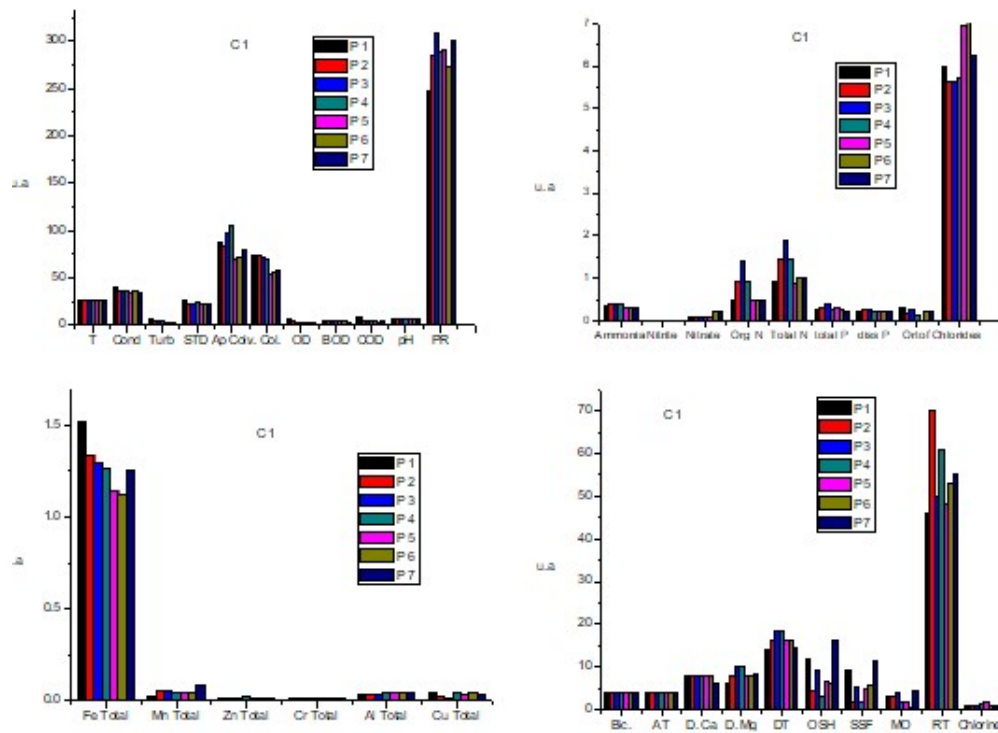 C1
P1
P2
P3
P4
P5
P6
P7
300
250
200
150
100
50
0
T Cond Turb STD Ap Colv. Col. OD BOD COD pH PR
C1
P1
P2
P3
P4
P5
P6
P7
7
6
5
4
3
2
1
0
u.a
Ammonia Nitrite Nitrate Org N Total N total P diss P Ortof Chlorides
C1
P1
P2
P3
P4
P5
P6
P7
1.5
1.0
0.5
0.0
Fe Total Mn Total Zn Total Cr Total Al Total Cu Total
C1
P1
P2
P3
P4
P5
P6
P7
70
60
50
40
30
20
10
0
u.a
Bic. AT D.Ca D.Mg DT OSH SSF MO RT Chlorine